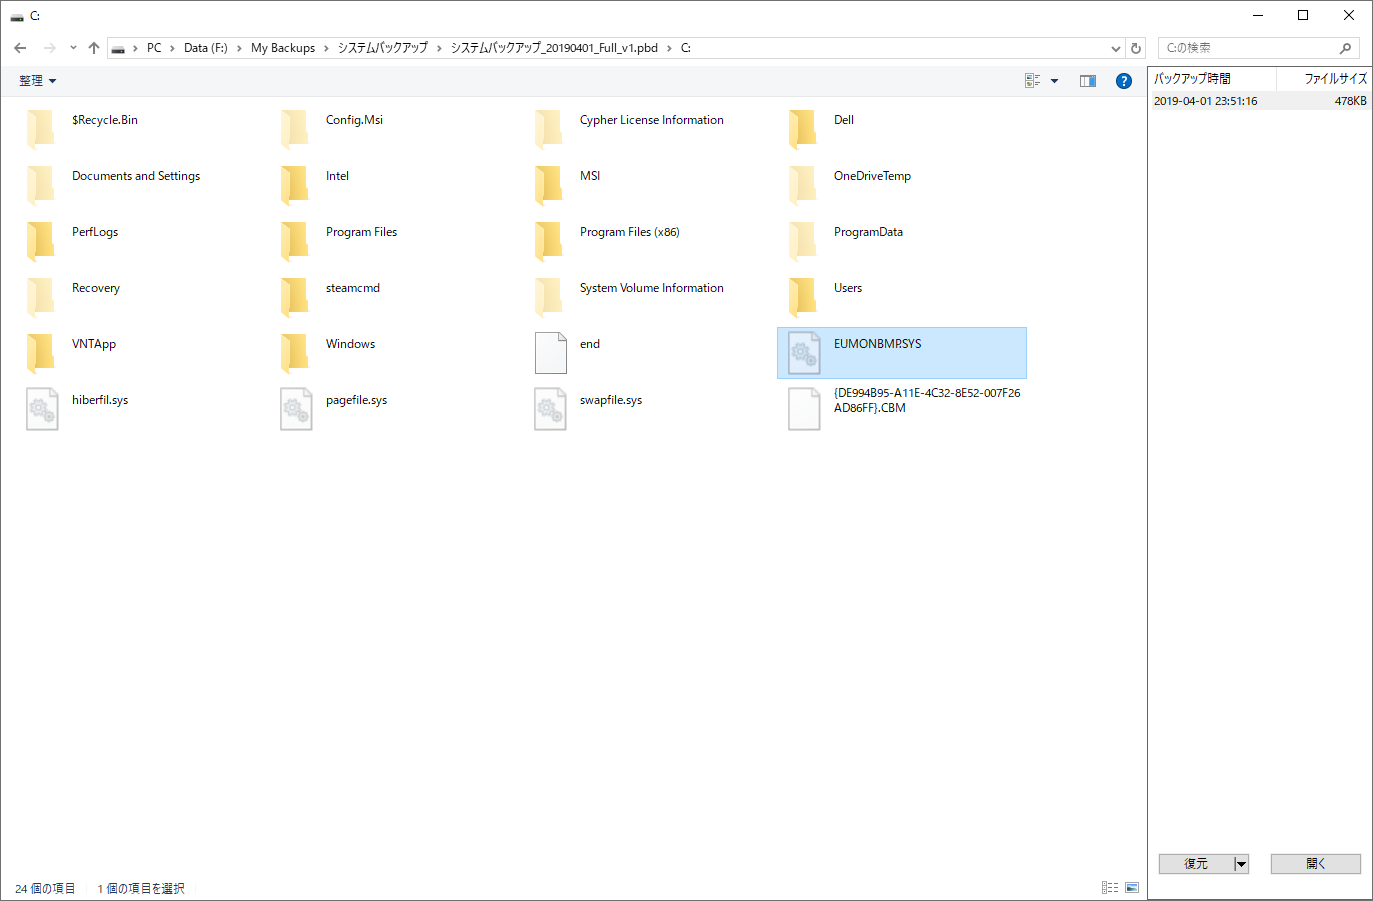 C:
PC
Data (F:)
My Backups
システムバックアップ
システムバックアップ_20190401_Full_v1.pbd
C:
C:の検索
整理
バックアップ時間
ファイルサイズ
2019-04-01 23:51:16
478KB
$Recycle.Bin
Config.Msi
Cypher License Information
Dell
Documents and Settings
Intel
MSI
OneDriveTemp
PerfLogs
Program Files
Program Files (x86)
ProgramData
Recovery
steamcmd
System Volume Information
Users
VNTApp
Windows
end
EUMONBMP.SYS
hiberfil.sys
pagefile.sys
swapfile.sys
{DE994B95-A11E-4C32-8E52-007F26
AD86FF}.CBM
復元
開く
24 個の項目
1 個の項目を選択